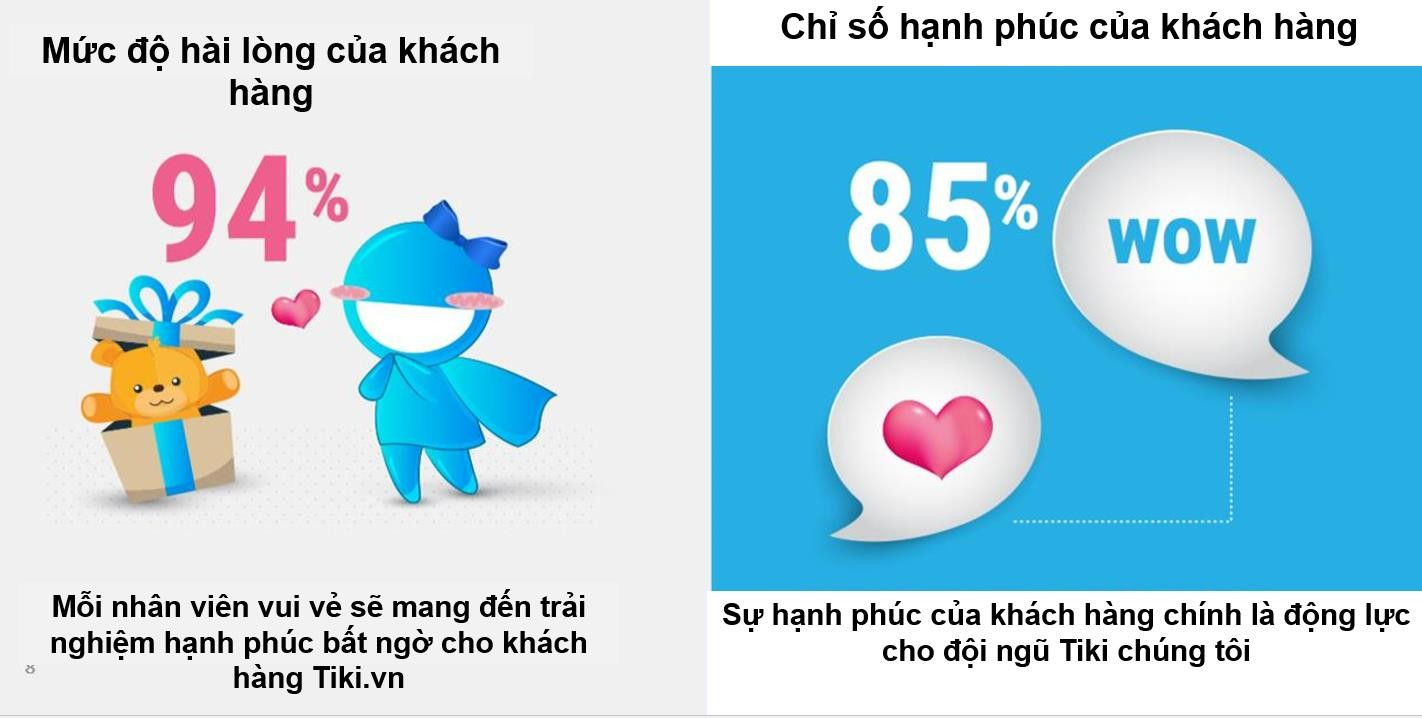 Mức độ hài lòng của khách
hàng
94%
Mỗi nhân viên vui vẻ sẽ mang đến trải
nghiệm hạnh phúc bất ngờ cho khách
hàng Tiki.vn
8
Chỉ số hạnh phúc của khách hàng
85%
WOW
Sự hạnh phúc của khách hàng chính là động lực
cho đội ngũ Tiki chúng tôi